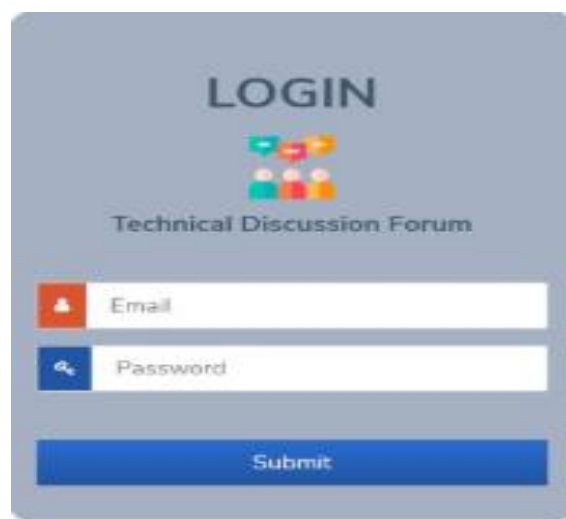 LOGIN
Technical Discussion Forum
Email
Password
Submit